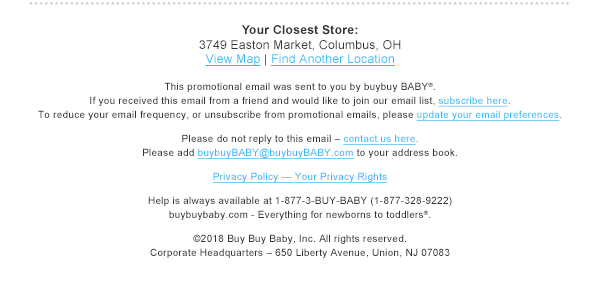 Your Closest Store:
3749 Easton Market, Columbus, OH
View Map | Find Another Location
This promotional email was sent to you by buybuy BABY®.
If you received this email from a friend and would like to join our email list, subscribe here.
To reduce your email frequency, or unsubscribe from promotional emails, please update your email preferences.
Please do not reply to this email – contact us here.
Please add buybuyBABY@buybuyBABY.com to your address book.
Privacy Policy — Your Privacy Rights
Help is always available at 1-877-3-BUY-BABY (1-877-328-9222)
buybuybaby.com - Everything for newborns to toddlers®.
©2018 Buy Buy Baby, Inc. All rights reserved.
Corporate Headquarters – 650 Liberty Avenue, Union, NJ 07083